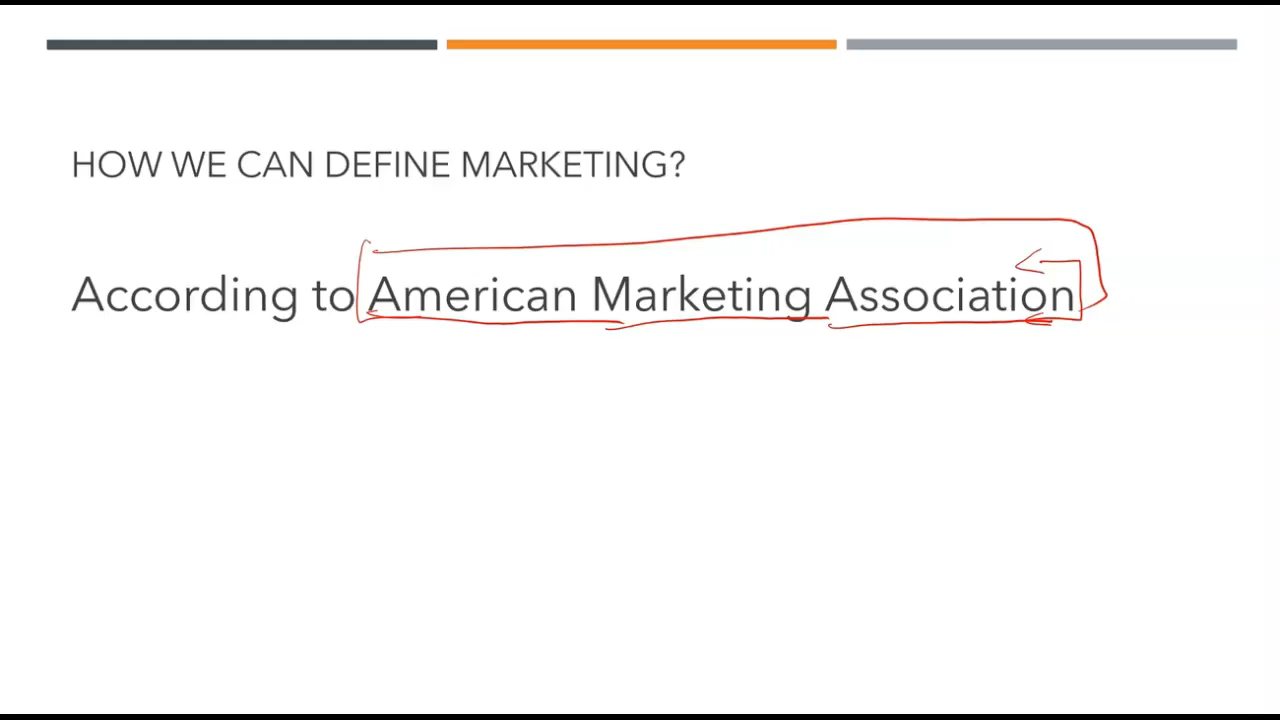 HOW WE CAN DEFINE MARKETING?
According to American Marketing Association